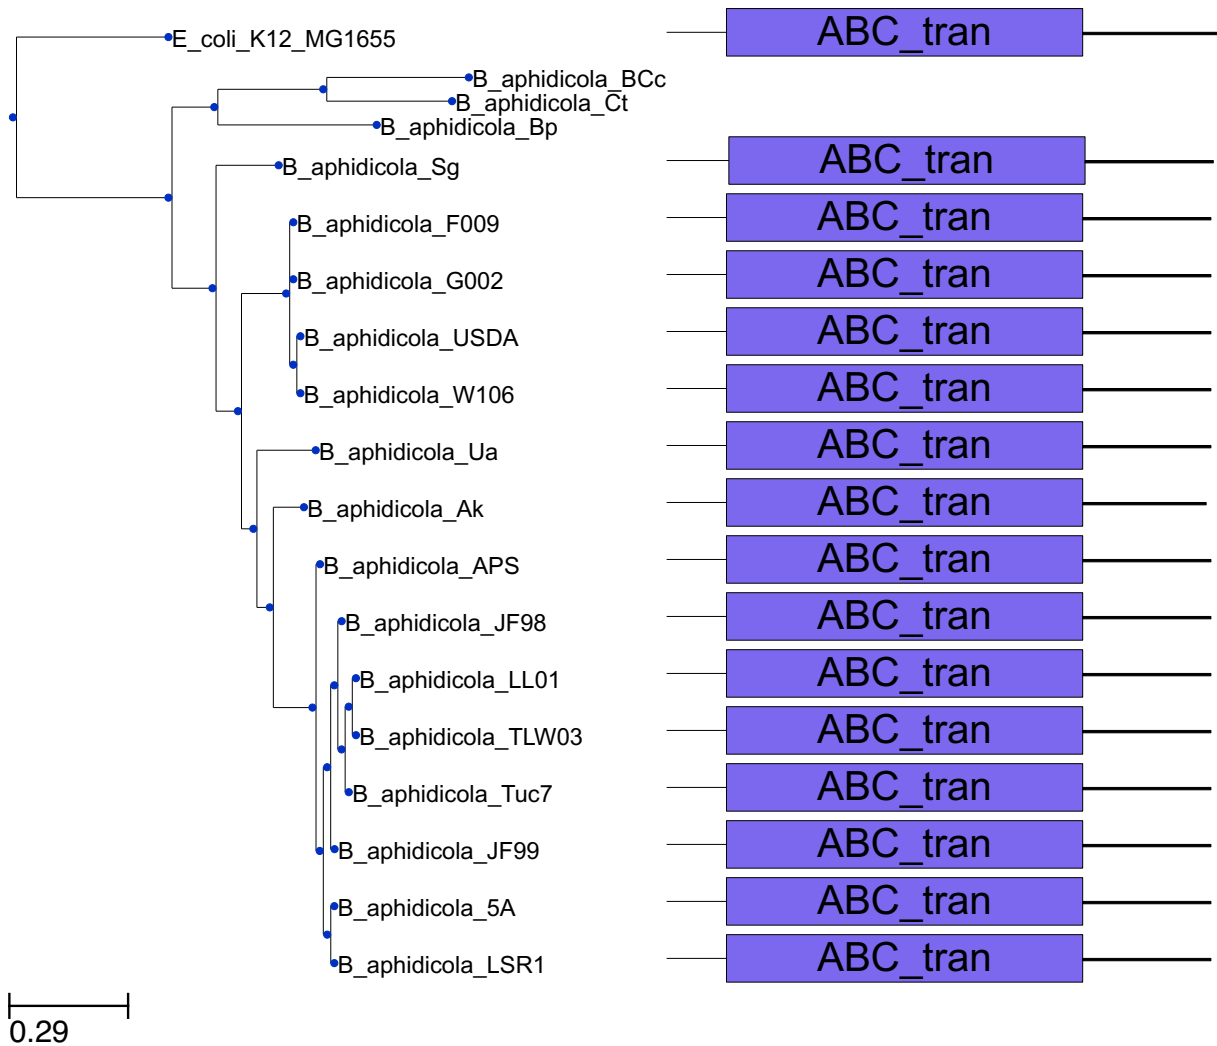 E_coli_K12_MG1655 ABC_tran
B_aphidicola_BCc
B_aphidicola_Ct
B_aphidicola_Bp
B_aphidicola_Sg ABC_tran
B_aphidicola_F009 ABC_tran
B_aphidicola_G002 ABC_tran
B_aphidicola_USDA ABC_tran
B_aphidicola_W106 ABC_tran
B_aphidicola_Ua ABC_tran
B_aphidicola_Ak ABC_tran
B_aphidicola_APS ABC_tran
B_aphidicola_JF98 ABC_tran
B_aphidicola_LL01 ABC_tran
B_aphidicola_TLW03 ABC_tran
B_aphidicola_Tuc7 ABC_tran
B_aphidicola_JF99 ABC_tran
B_aphidicola_5A ABC_tran
B_aphidicola_LSR1 ABC_tran
0.29